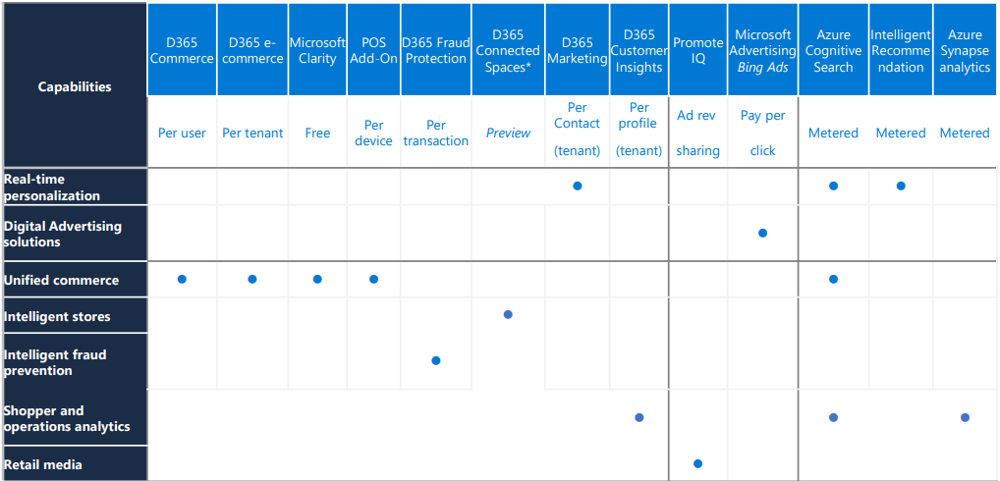 Capabilities
D365
Commerce
D365 e-
commerce
Microsoft
Clarity
POS
Add-On
D365 Fraud
Protection
D365
Connected
Spaces*
D365
Marketing
D365
Customer
Insights
Promote
IQ
Microsoft
Advertising
Bing Ads
Azure
Cognitive
Search
Intelligent
Recomme
ndation
Azure
Synapse
analytics
Per user
Per tenant
Free
Per
device
Per
transaction
Preview
Per
Contact
(tenant)
Per
profile
(tenant)
Ad rev
sharing
Pay per
click
Metered
Metered
Metered
Real-time
personalization
Digital Advertising
solutions
Unified commerce
Intelligent stores
Intelligent fraud
prevention
Shopper and
operations analytics
Retail media